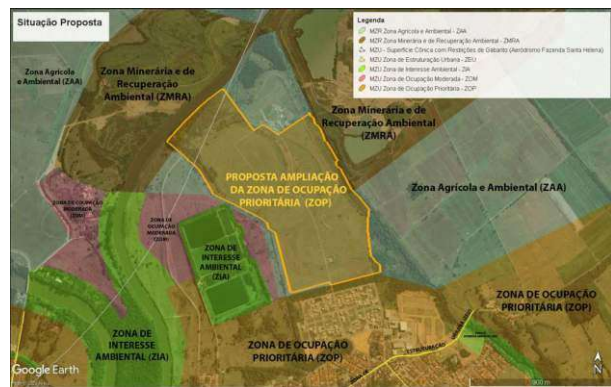 Situação Proposta
Legenda
MZR Zona Agrícola e Ambiental - ZAA
MZR Zona Minerária e de Recuperação Ambiental - ZMRA
MZU - Superfície Cônica com Restrições de Gabarito (Aeródromo Fazenda Santa Helena)
MZU Zona de Estruturação Urbana - ZEU
MZU Zona de Interesse Ambiental - ZIA
MZU Zona de Ocupação Moderada - ZOM
MZU Zona de Ocupação Prioritária - ZOP
Zona Agrícola
e Ambiental (ZAA)
Zona Minerária e de
Recuperação
Ambiental (ZMRA)
Zona Minerária e de
Recuperação Ambiental
(ZMRA)
PROPOSTA AMPLIAÇÃO
DA ZONA DE OCUPAÇÃO
PRIORITÁRIA (ZOP)
Zona Agrícola e Ambiental (ZAA)
ZONA DE OCUPAÇÃO
MODERADA
(ZOM)
ZONA DE
OCUPAÇÃO
MODERADA
(ZOM)
ZONA DE
INTERESSE
AMBIENTAL
(ZIA)
ZONA DE
INTERESSE
AMBIENTAL (ZIA)
ZONA DE OCUPAÇÃO
PRIORITÁRIA (ZOP)
ZONA DE OCUPAÇÃO
PRIORITÁRIA (ZOP)
ZONA DE
ESTRUTURAÇÃO
URBANA
Google Earth
800 m
N